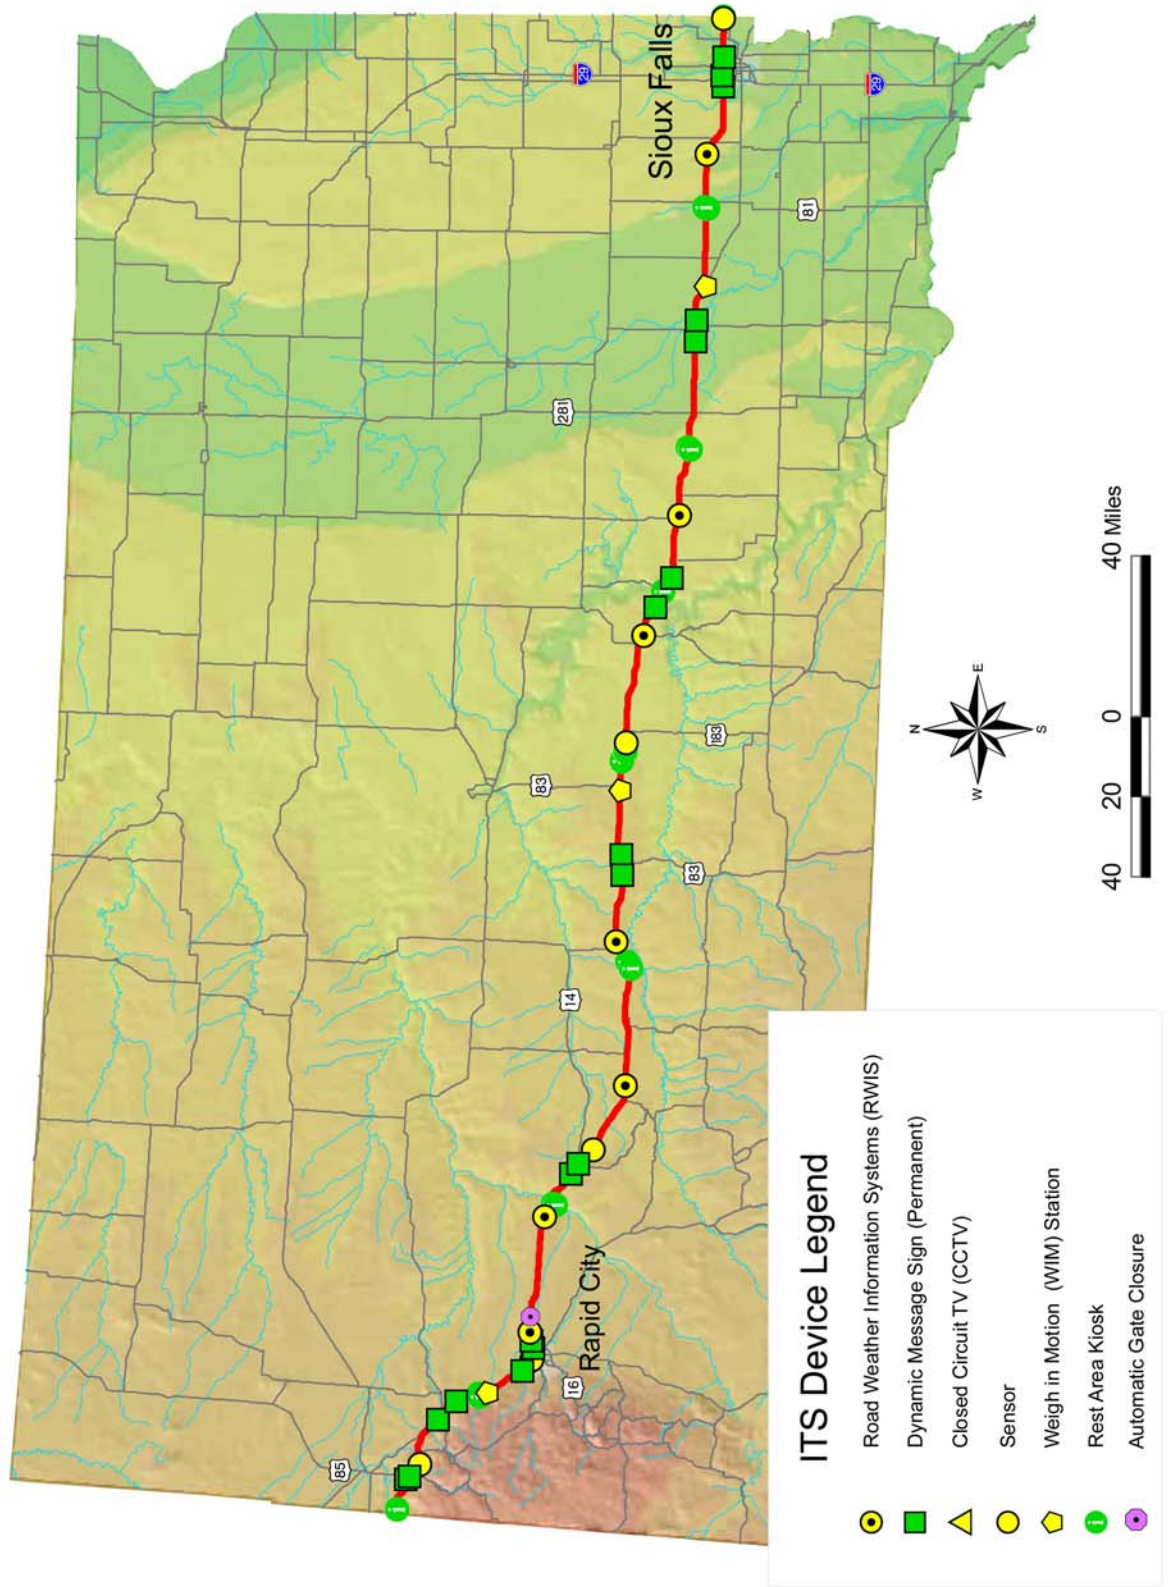 Sioux Falls
29
29
81
281
83
183
83
14
Rapid City
16
85
N
W
E
S
40
20
0
40 Miles
ITS Device Legend
Road Weather Information Systems (RWIS)
Dynamic Message Sign (Permanent)
Closed Circuit TV (CCTV)
Sensor
Weigh in Motion (WIM) Station
Rest Area Kiosk
Automatic Gate Closure